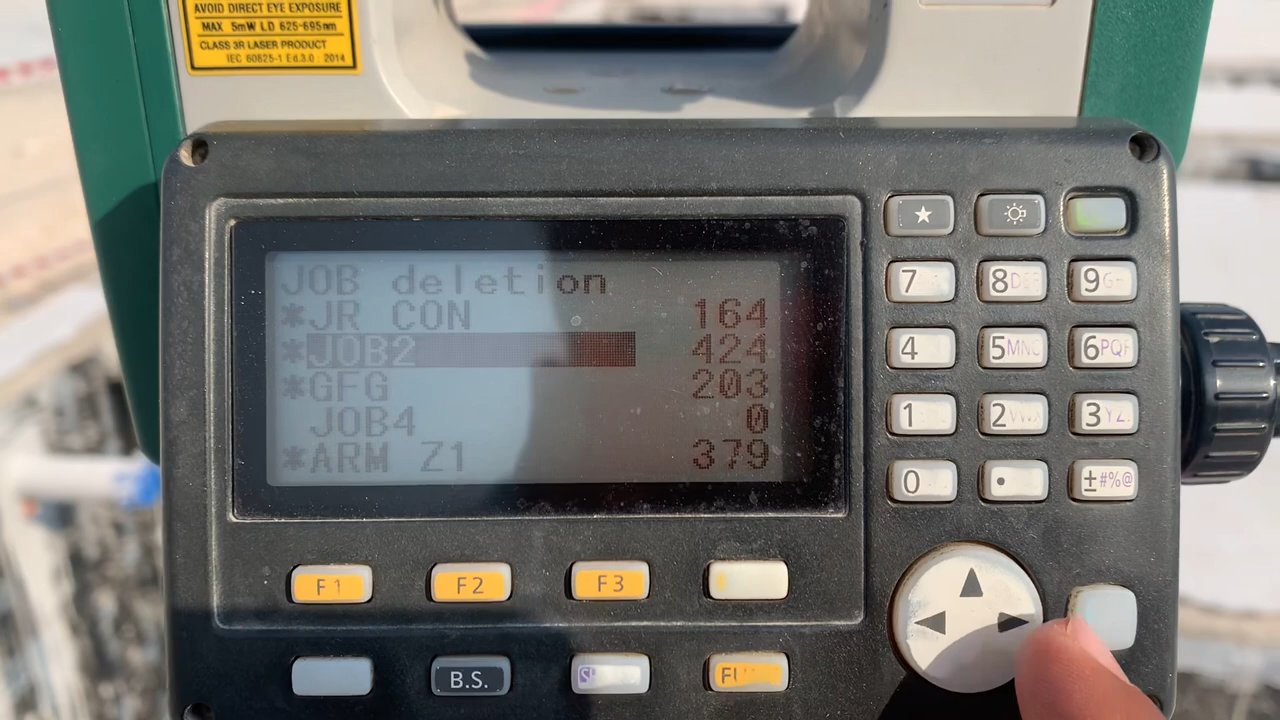 AVOID DIRECT EYE EXPOSURE
MAX 5mW LD 625-695nm
CLASS 3R LASER PRODUCT
IEC 60825-1 Ed.3.0 : 2014
JOB deletion
*JR CON 164
*JOB2 424
*GFG 203
JOB4 0
*ARM Z1 379
★
7 8 9
4 5MNO 6PQR
1 2 3YZ
0 . ±#%@
F1 F2 F3
B.S.